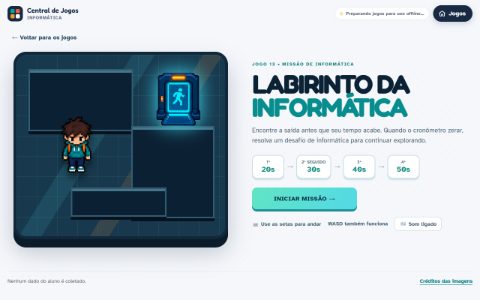 Central de Jogos
INFORMÁTICA
Preparando jogos para uso offline...
Jogos
← Voltar para os jogos
JOGO 15 • MISSÃO DE INFORMÁTICA
LABIRINTO DA
INFORMÁTICA
Encontre a saída antes que seu tempo acabe. Quando o cronômetro zerar,
resolva um desafio de informática para continuar explorando.
1º 20s → 2º SEGUNDO 30s → 3º 40s → 4º 50s
INICIAR MISSÃO →
Use as setas para andar WASD também funciona Som ligado
Nenhum dado do aluno é coletado. Créditos das imagens